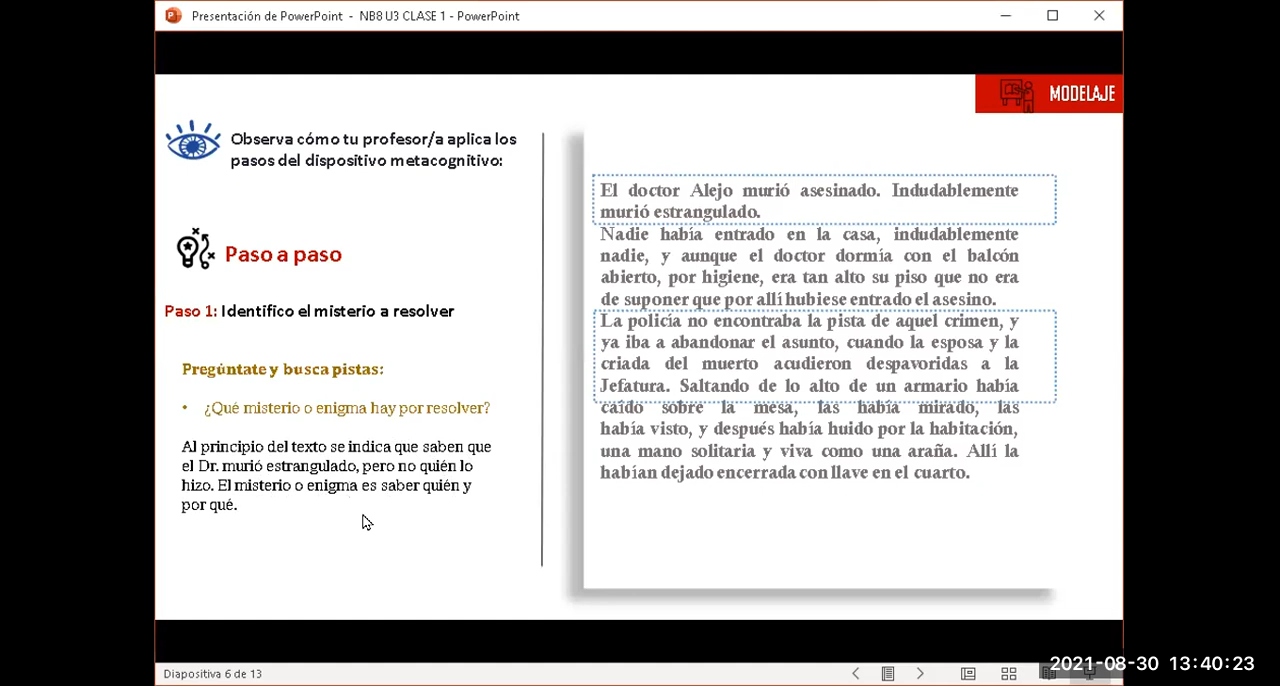 Presentación de PowerPoint - NB8 U3 CLASE 1 - PowerPoint
MODELAJE
Observa cómo tu profesor/a aplica los
pasos del dispositivo metacognitivo:
Paso a paso
Paso 1: Identifico el misterio a resolver
Pregúntate y busca pistas:
• ¿Qué misterio o enigma hay por resolver?
Al principio del texto se indica que saben que
el Dr. murió estrangulado, pero no quién lo
hizo. El misterio o enigma es saber quién y
por qué.
El doctor Alejo murió asesinado. Indudablemente
murió estrangulado.
Nadie había entrado en la casa, indudablemente
nadie, y aunque el doctor dormía con el balcón
abierto, por higiene, era tan alto su piso que no era
de suponer que por allí hubiese entrado el asesino.
La policía no encontraba la pista de aquel crimen, y
ya iba a abandonar el asunto, cuando la esposa y la
criada del muerto acudieron despavoridas a la
Jefatura. Saltando de lo alto de un armario había
caído sobre la mesa, las había mirado, las
había visto, y después había huido por la habitación,
una mano solitaria y viva como una araña. Allí la
habían dejado encerrada con llave en el cuarto.
Diapositiva 6 de 13
2021-08-30 13:40:23